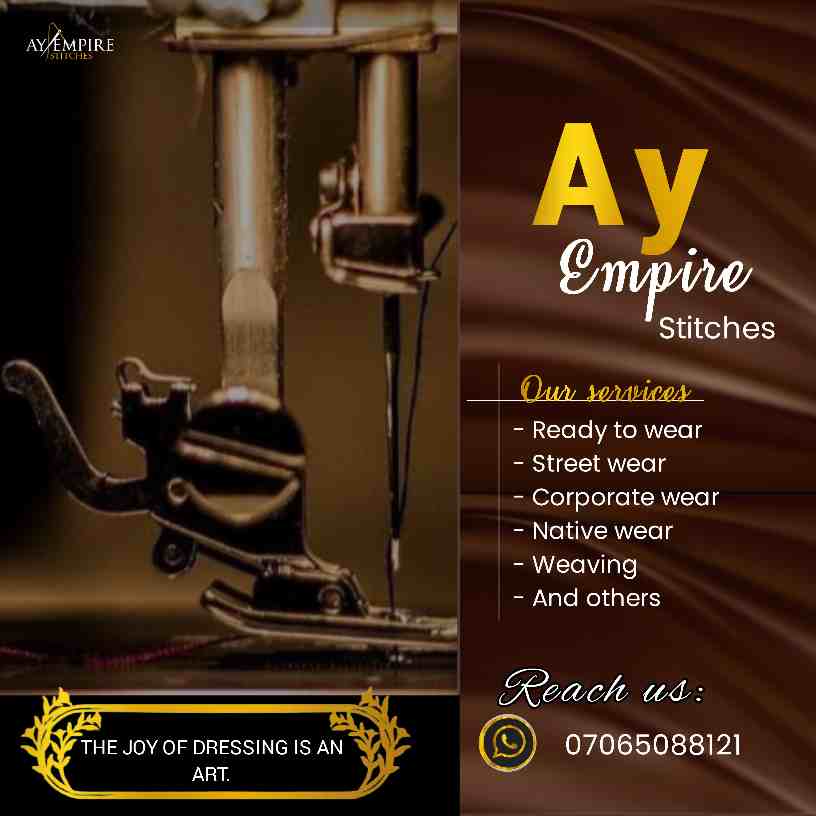 AY EMPIRE
STITCHES
Ay
Empire
Stitches
Our services
- Ready to wear
- Street wear
- Corporate wear
- Native wear
- Weaving
- And others
Reach us:
07065088121
THE JOY OF DRESSING IS AN
ART.